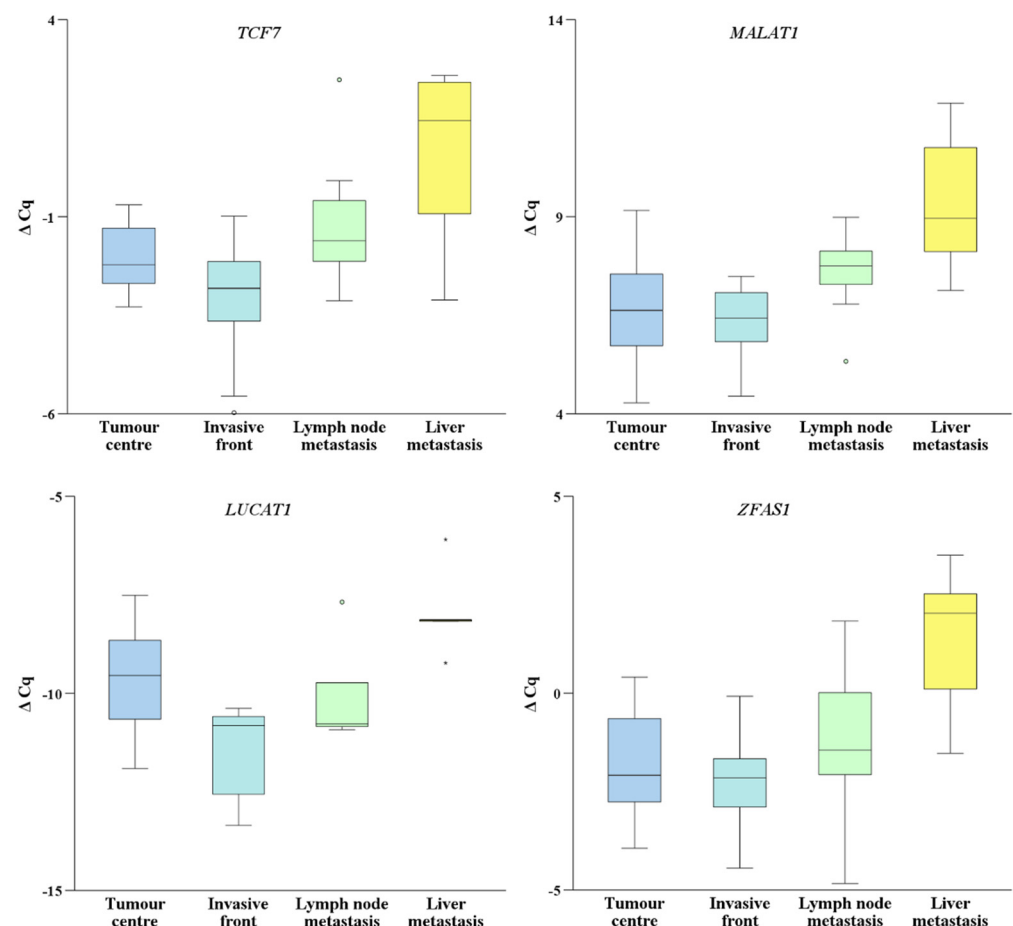 TCF7
4
-1
-6
Δ Cq
Tumour centre
Invasive front
Lymph node metastasis
Liver metastasis
MALAT1
14
9
4
Δ Cq
Tumour centre
Invasive front
Lymph node metastasis
Liver metastasis
LUCAT1
-5
-10
-15
Δ Cq
Tumour centre
Invasive front
Lymph node metastasis
Liver metastasis
ZFAS1
5
0
-5
Δ Cq
Tumour centre
Invasive front
Lymph node metastasis
Liver metastasis